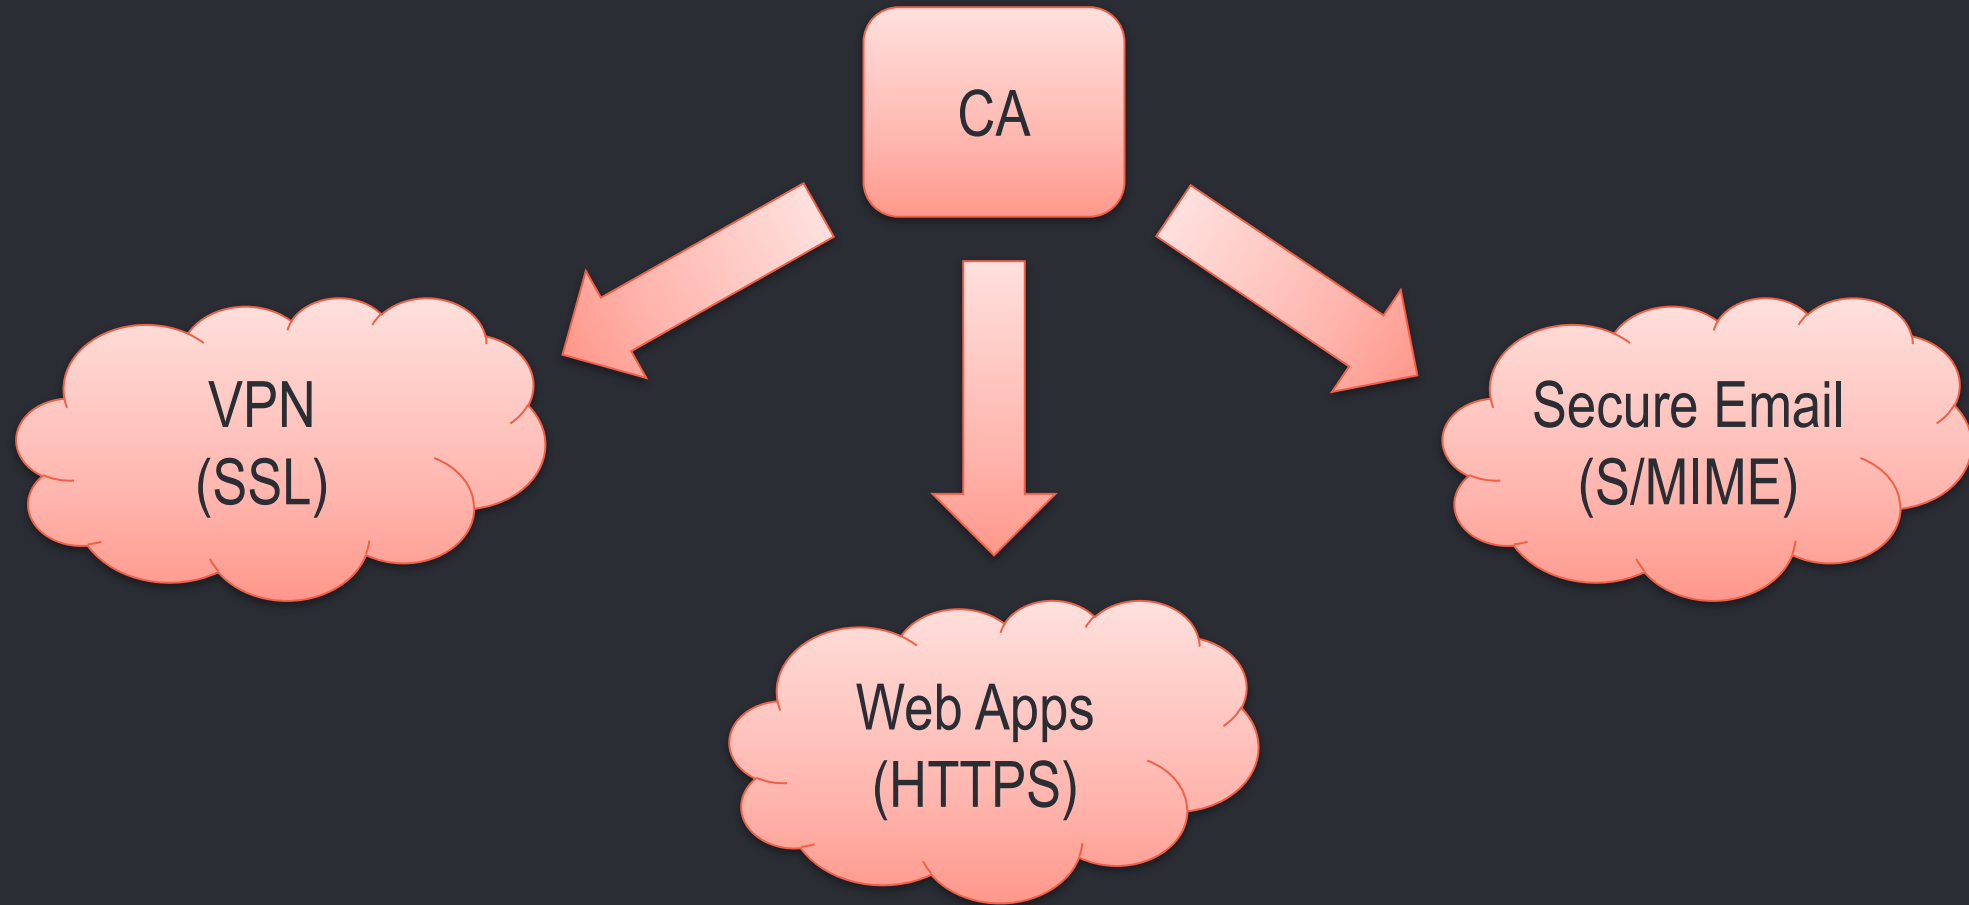 CA
VPN
(SSL)
Secure Email
(S/MIME)
Web Apps
(HTTPS)